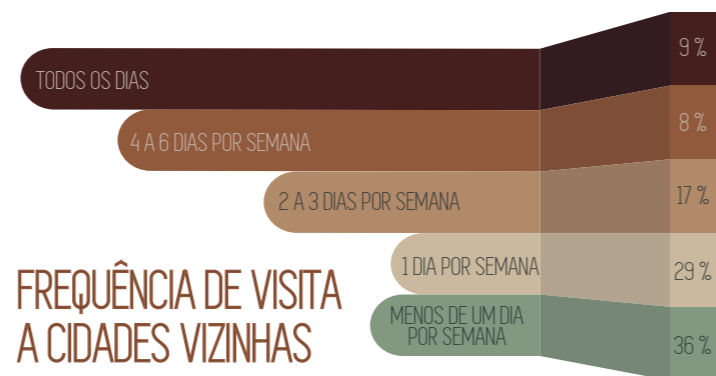 TODOS OS DIAS
9 %
4 A 6 DIAS POR SEMANA
8 %
2 A 3 DIAS POR SEMANA
17 %
1 DIA POR SEMANA
29 %
MENOS DE UM DIA
POR SEMANA
36 %
FREQUÊNCIA DE VISITA
A CIDADES VIZINHAS